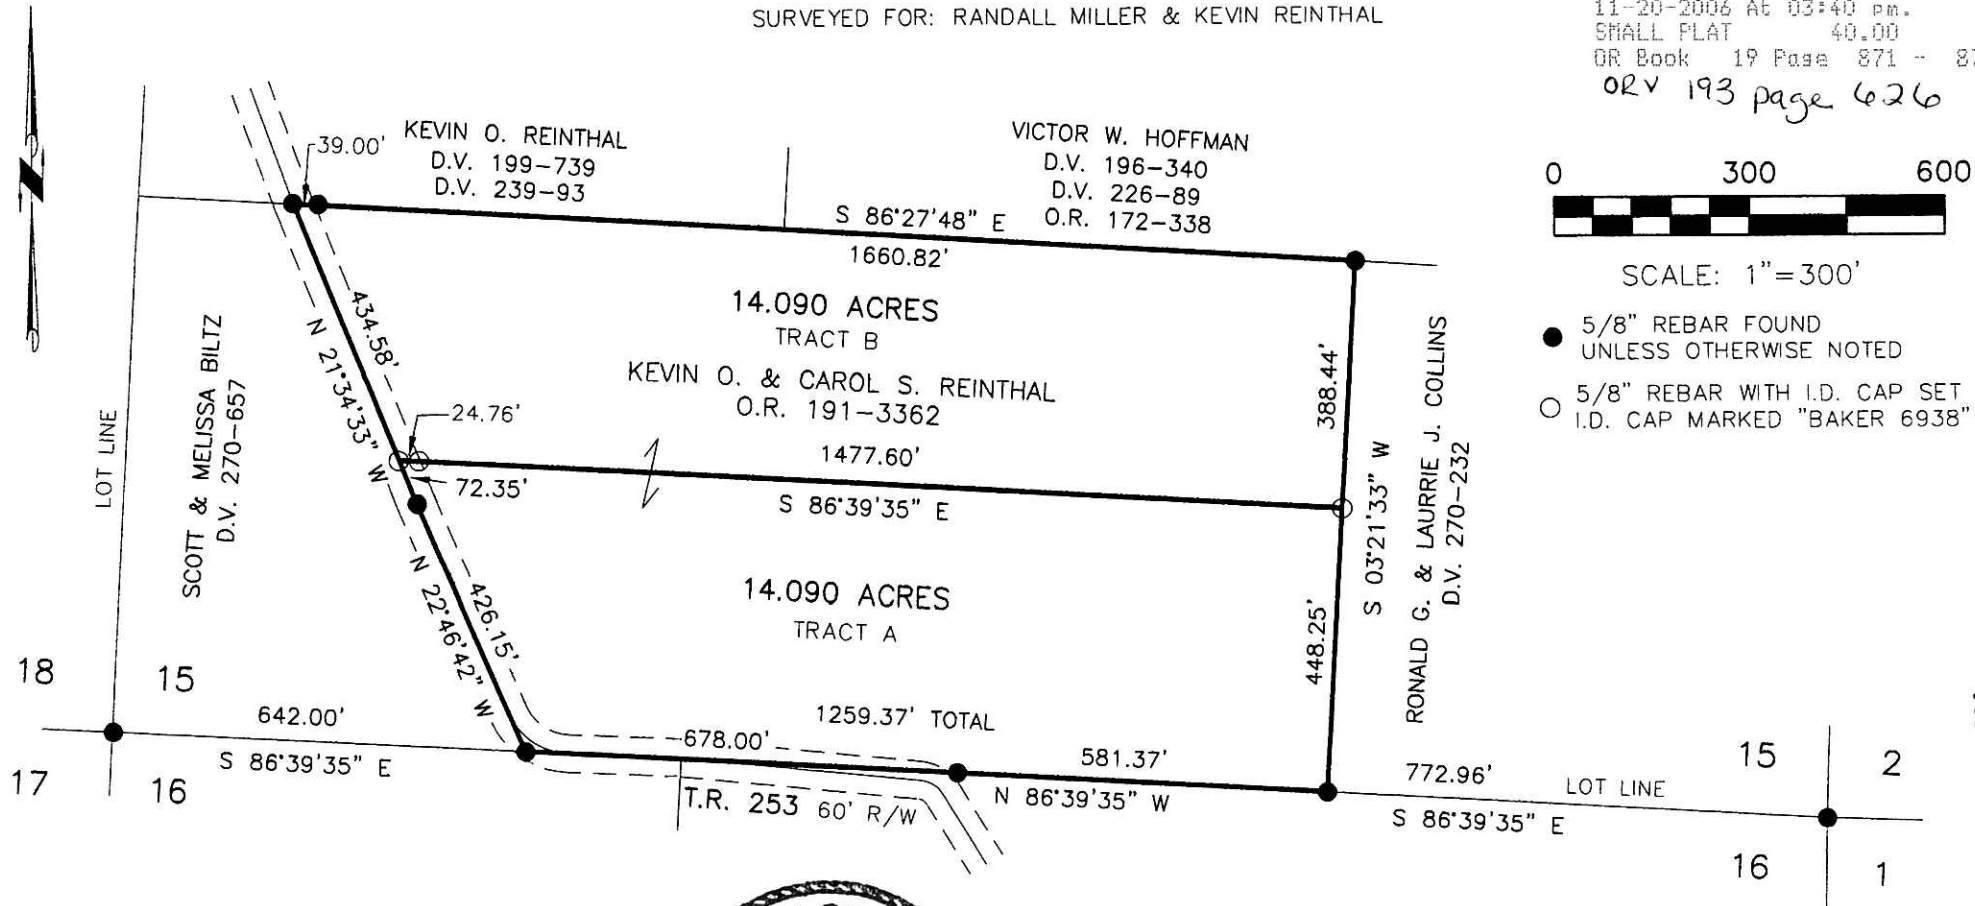 SURVEYED FOR: RANDALL MILLER & KEVIN REINTHAL
11-20-2006 At 03:40 pm.
SMALL PLAT 40.00
OR Book 19 Page 871 -
ORV 193 page 626
39.00'
KEVIN O. REINTHAL
D.V. 199-739
D.V. 239-93
VICTOR W. HOFFMAN
D.V. 196-340
D.V. 226-89
O.R. 172-338
S 86°27'48" E
1660.82'
0 300 600
SCALE: 1"=300'
5/8" REBAR FOUND
UNLESS OTHERWISE NOTED
5/8" REBAR WITH I.D. CAP SET
I.D. CAP MARKED "BAKER 6938"
14.090 ACRES
TRACT B
KEVIN O. & CAROL S. REINTHAL
O.R. 191-3362
434.58'
N 21°34'33" W
24.76'
1477.60'
72.35'
S 86°39'35" E
388.44'
S 03°21'33" W
RONALD G. & LAURRIE J. COLLINS
D.V. 270-232
LOT LINE
SCOTT & MELISSA BILTZ
D.V. 270-657
14.090 ACRES
TRACT A
426.15'
N 22°46'42" W
448.25'
18 15
642.00'
S 86°39'35" E
17 16
1259.37' TOTAL
678.00'
581.37'
N 86°39'35" W
T.R. 253 60' R/W
772.96'
LOT LINE
S 86°39'35" E
15 2
16 1